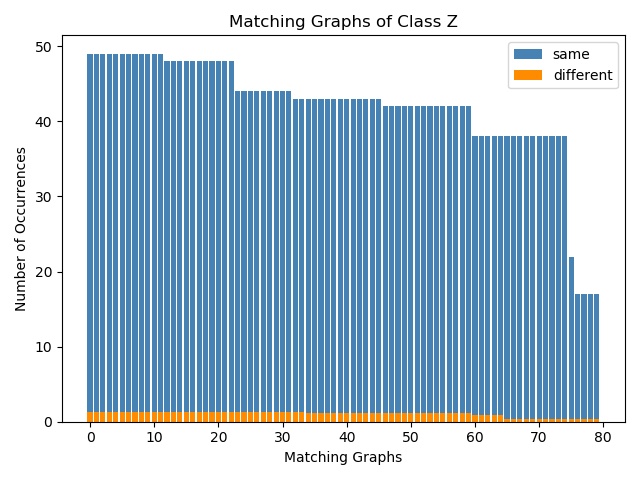 Matching Graphs of Class Z
same
different
Number of Occurrences
50
40
30
20
10
0
0 10 20 30 40 50 60 70 80
Matching Graphs